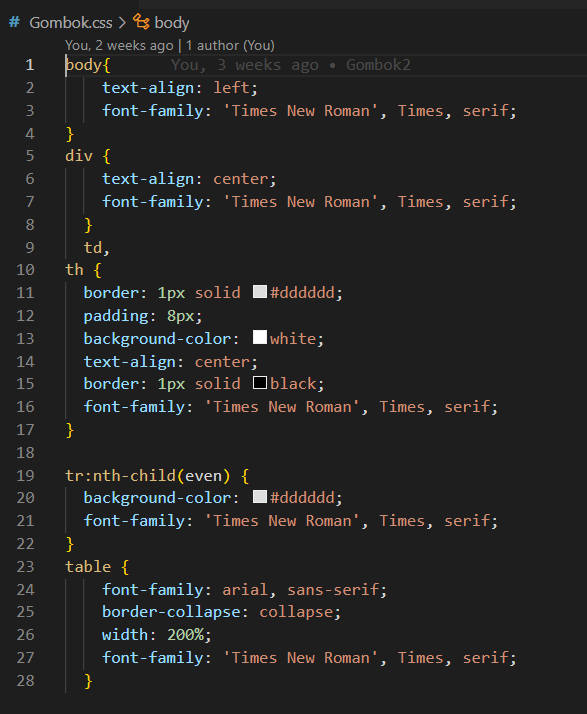 # Gombok.css > body
You, 2 weeks ago | 1 author (You)
1 body{ You, 3 weeks ago • Gombok2
2 text-align: left;
3 font-family: 'Times New Roman', Times, serif;
4 }
5 div {
6 text-align: center;
7 font-family: 'Times New Roman', Times, serif;
8 }
9 td,
10 th {
11 border: 1px solid #dddddd;
12 padding: 8px;
13 background-color: white;
14 text-align: center;
15 border: 1px solid black;
16 font-family: 'Times New Roman', Times, serif;
17 }
18
19 tr:nth-child(even) {
20 background-color: #dddddd;
21 font-family: 'Times New Roman', Times, serif;
22 }
23 table {
24 font-family: arial, sans-serif;
25 border-collapse: collapse;
26 width: 200%;
27 font-family: 'Times New Roman', Times, serif;
28 }